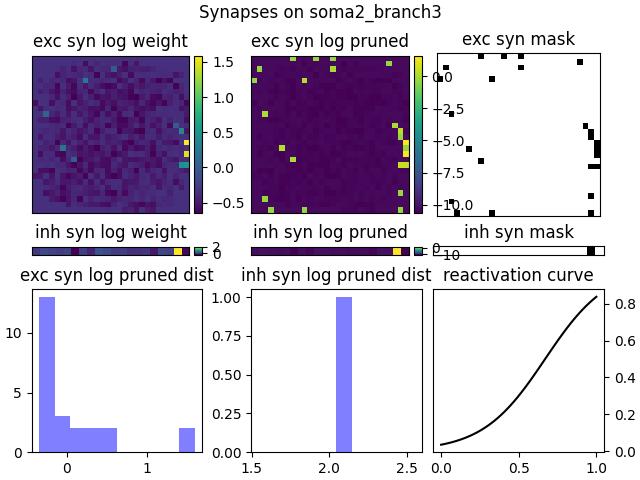 Synapses on soma2_branch3
exc syn log weight
exc syn log pruned
exc syn mask
1.5
1.0
0.5
0.0
−0.5
0.0
−2.5
−5.0
−7.5
−10.0
inh syn log weight
inh syn log pruned
inh syn mask
2
0
0
−10
exc syn log pruned dist
inh syn log pruned dist
reactivation curve
10
5
0
0 1
1.00
0.75
0.50
0.25
0.00
1.5 2.0 2.5
0.8
0.6
0.4
0.2
0.0
0.0 0.5 1.0